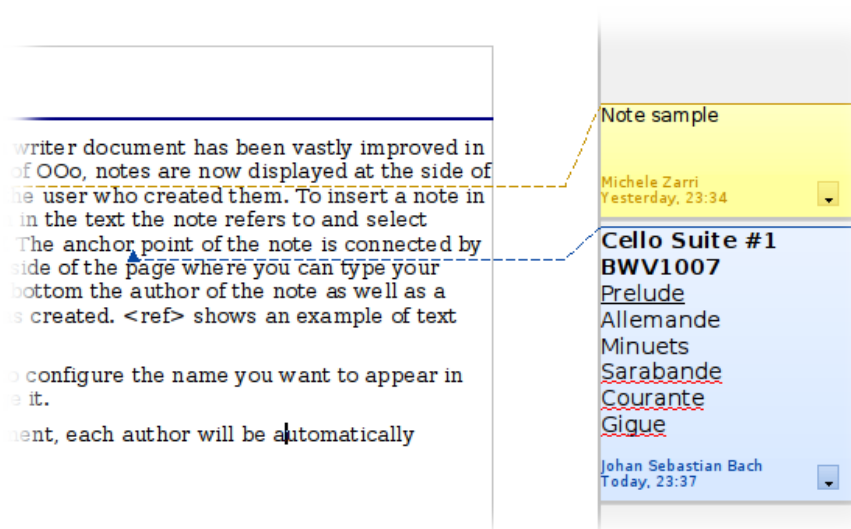 writer document has been vastly improved in
of OOo, notes are now displayed at the side of
the user who created them. To insert a note in
in the text the note refers to and select
The anchor point of the note is connected by
side of the page where you can type your
bottom the author of the note as well as a
created. <ref> shows an example of text
configure the name you want to appear in
it.
each author will be automatically
Note sample
Michele Zarri
Yesterday, 23:34
Cello Suite #1
BWV1007
Prelude
Allemande
Minuets
Sarabande
Courante
Gigue
Johan Sebastian Bach
Today, 23:37